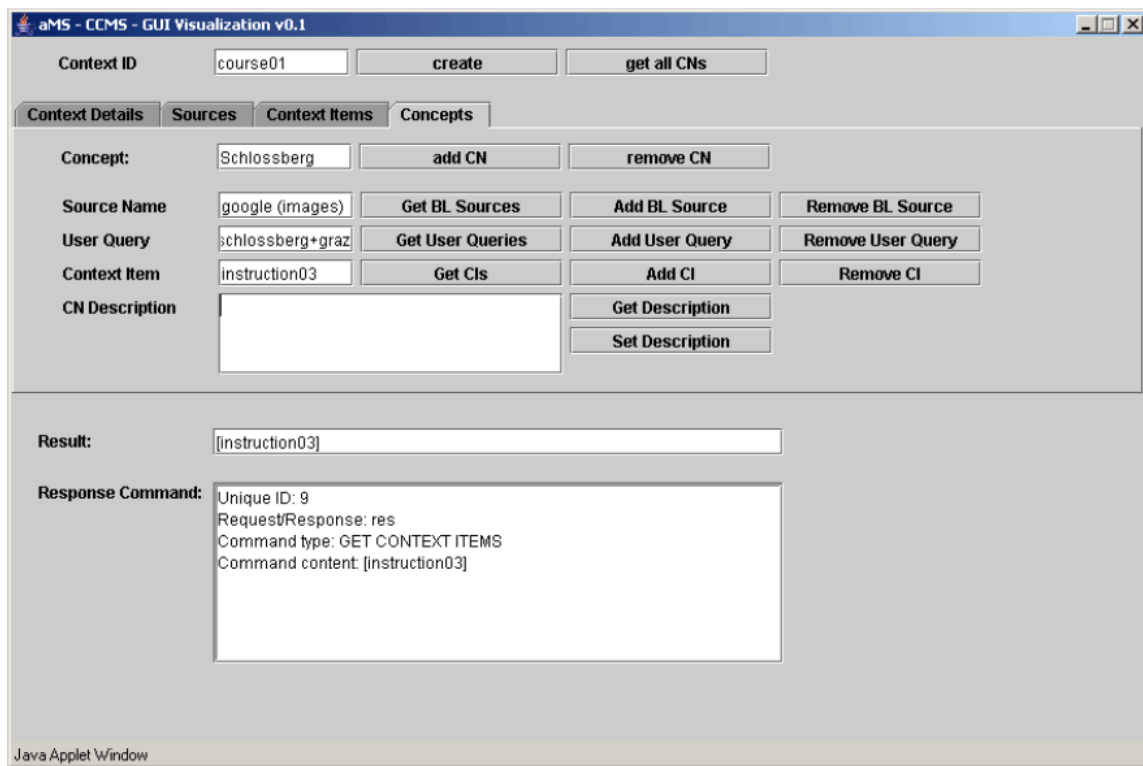 aMS - CCMS - GUI Visualization v0.1
Context ID course01 create get all CNs
Context Details Sources Context Items Concepts
Concept: Schlossberg add CN remove CN
Source Name google (images) Get BL Sources Add BL Source Remove BL Source
User Query schlossberg+graz Get User Queries Add User Query Remove User Query
Context Item instruction03 Get CIs Add CI Remove CI
CN Description Get Description
Set Description
Result: [instruction03]
Response Command: Unique ID: 9
Request/Response: res
Command type: GET CONTEXT ITEMS
Command content: [instruction03]
Java Applet Window